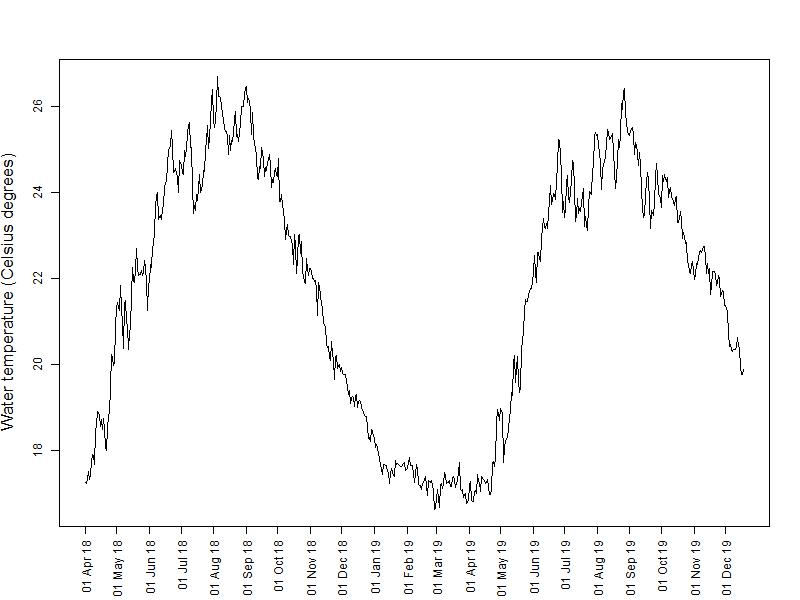 Water temperature (Celsius degrees)
26
24
22
20
18
01 Apr 18
01 May 18
01 Jun 18
01 Jul 18
01 Aug 18
01 Sep 18
01 Oct 18
01 Nov 18
01 Dec 18
01 Jan 19
01 Feb 19
01 Mar 19
01 Apr 19
01 May 19
01 Jun 19
01 Jul 19
01 Aug 19
01 Sep 19
01 Oct 19
01 Nov 19
01 Dec 19